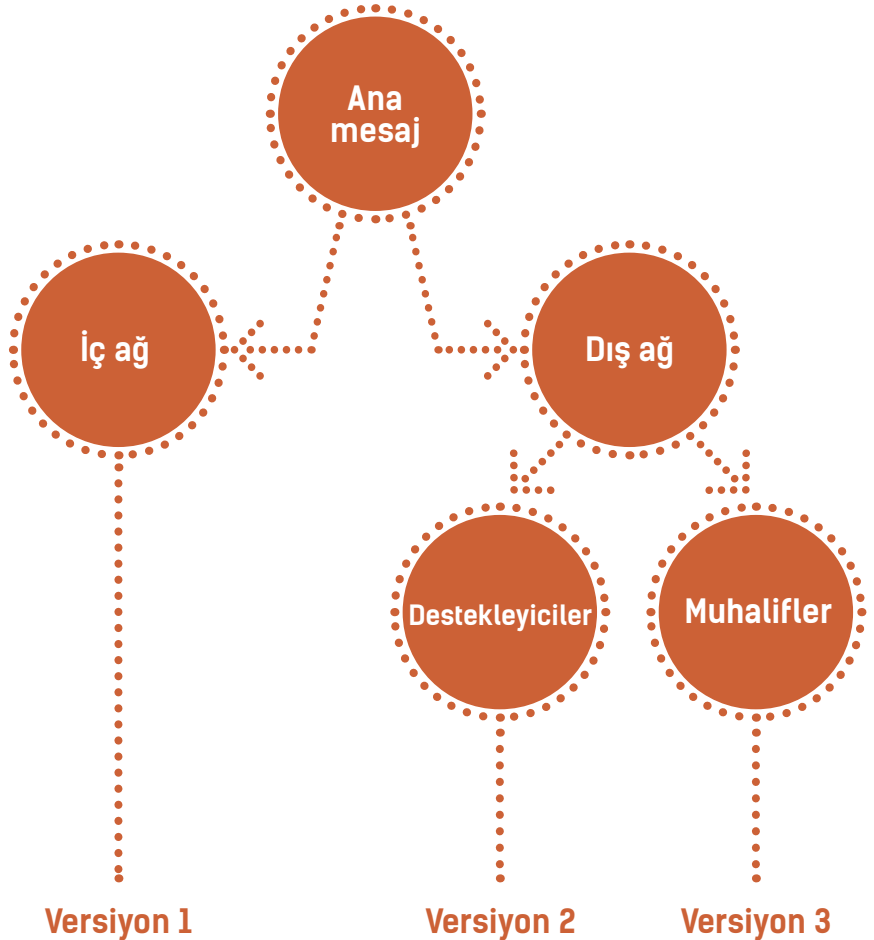 Ana
mesaj
İç ağ
Dış ağ
Destekleyiciler
Muhalifler
Versiyon 1
Versiyon 2
Versiyon 3